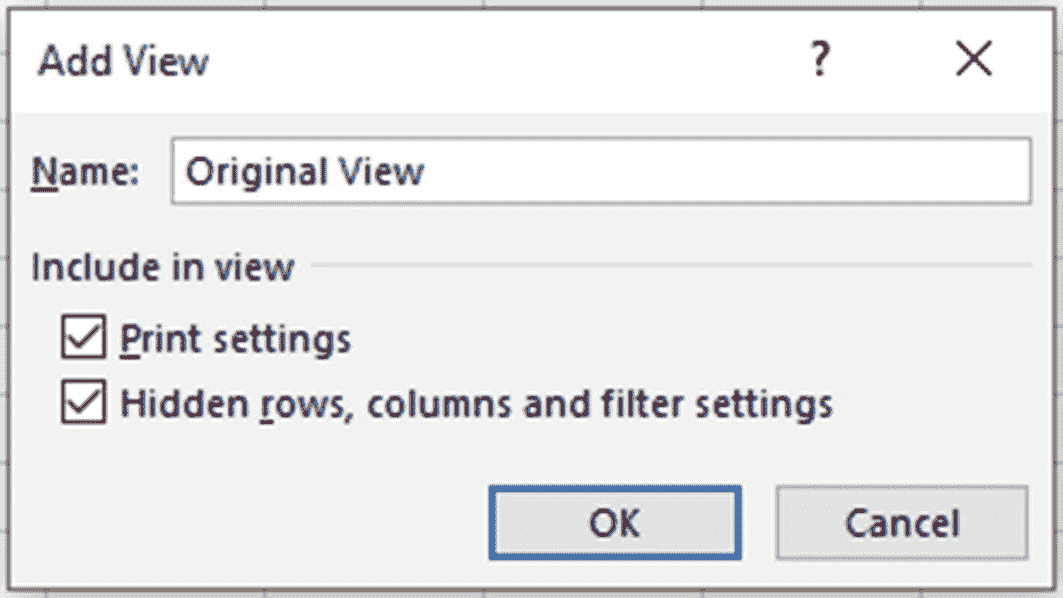 Add View ?
Name: Original View
Include in view
Print settings
Hidden rows, columns and filter settings
OK Cancel